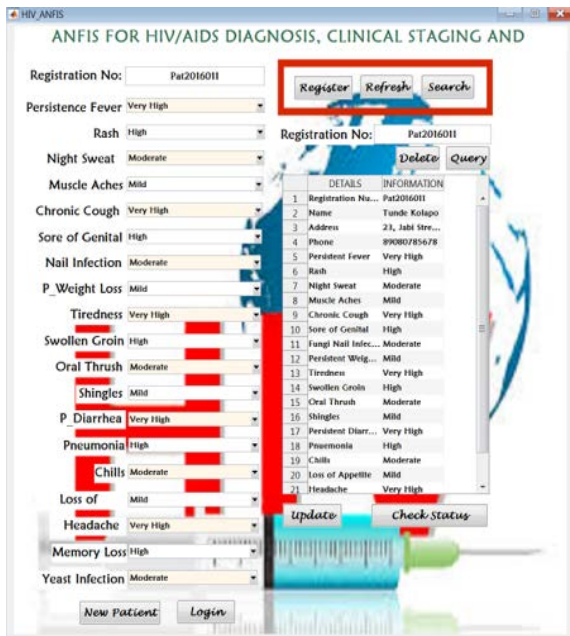 HIV_ANFIS
ANFIS FOR HIV/AIDS DIAGNOSIS, CLINICAL STAGING AND
Registration No: Pat2016011
Persistence Fever Very High
Rash High
Night Sweat Moderate
Muscle Aches Mild
Chronic Cough Very High
Sore of Genital High
Nail Infection Moderate
P_Weight Loss Mild
Tiredness Very High
Swollen Groin High
Oral Thrush Moderate
Shingles Mild
P_Diarrhea Very High
Pneumonia High
Chills Moderate
Loss of Mild
Headache Very High
Memory Loss High
Yeast Infection Moderate
New Patient Login
Register Refresh Search
Registration No: Pat2016011
Delete Query
DETAILS INFORMATION
1 Registration Nu... Pat2016011
2 Name Tunde Kolapo
3 Address 23, Jabi Stre...
4 Phone 89080785678
5 Persistent Fever Very High
6 Rash High
7 Night Sweat Moderate
8 Muscle Aches Mild
9 Chronic Cough Very High
10 Sore of Genital High
11 Fungi Nail Infec... Moderate
12 Persistent Weig... Mild
13 Tiredness Very High
14 Swollen Groin High
15 Oral Thrush Moderate
16 Shingles Mild
17 Persistent Diarr... Very High
18 Pnuemonia High
19 Chills Moderate
20 Loss of Appetite Mild
21 Headache Very High
Update Check Status